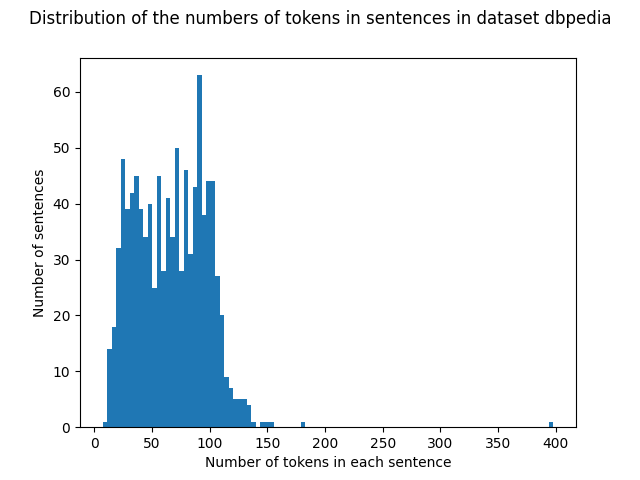 Distribution of the numbers of tokens in sentences in dataset dbpedia
60
50
40
30
20
10
0
Number of sentences
0 50 100 150 200 250 300 350 400
Number of tokens in each sentence